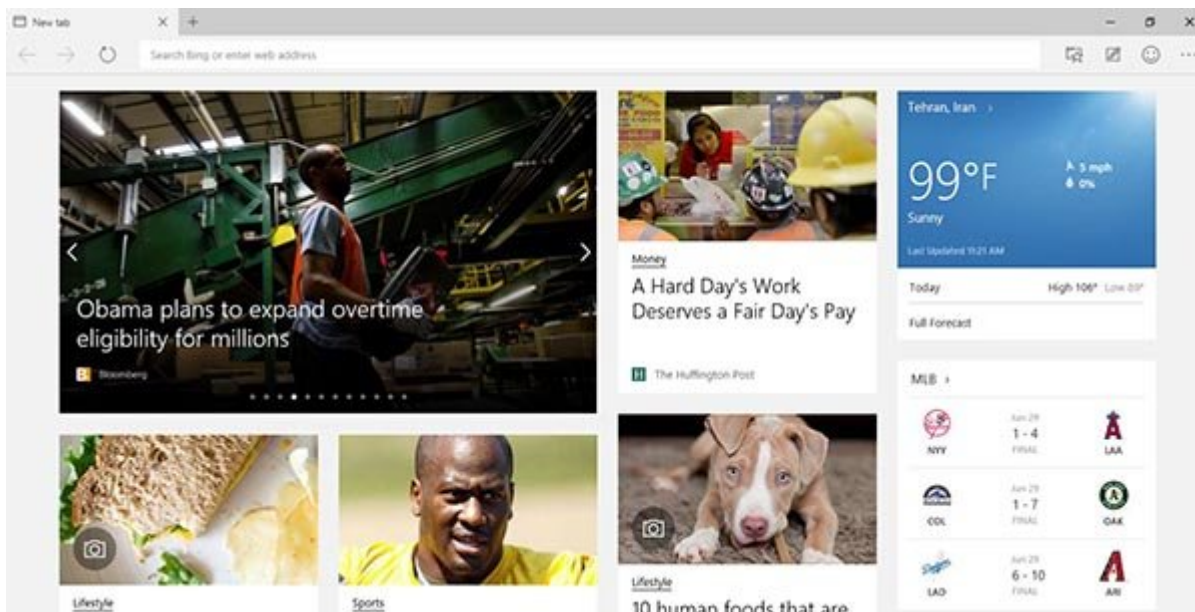 New tab
Search Bing or enter web address
Obama plans to expand overtime
eligibility for millions
Bloomberg
Money
A Hard Day's Work
Deserves a Fair Day's Pay
The Huffington Post
Tehran, Iran
99°F
5 mph
0%
Sunny
Last Updated 11:21 AM
Today High 106°
Full Forecast
MLB
Jun 29
1 - 4
NYY FINAL LAA
Jun 29
1 - 7
COL FINAL OAK
Jun 29
6 - 10
LAD FINAL ARI
Lifestyle
Sports
Lifestyle
10 human foods that are